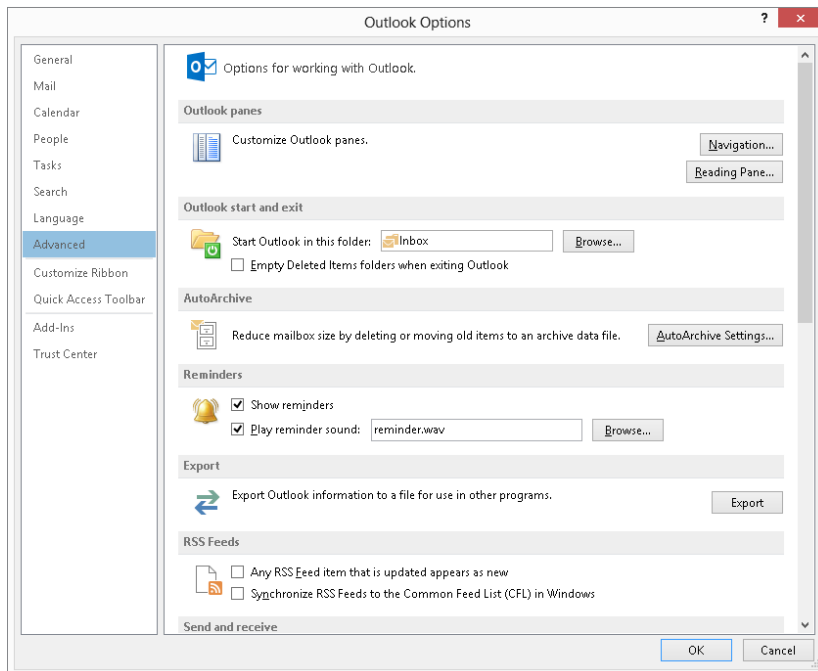 Outlook Options
?
General
Mail
Calendar
People
Tasks
Search
Language
Advanced
Customize Ribbon
Quick Access Toolbar
Add-Ins
Trust Center
Options for working with Outlook.
Outlook panes
Customize Outlook panes.
Navigation...
Reading Pane...
Outlook start and exit
Start Outlook in this folder: Inbox Browse...
Empty Deleted Items folders when exiting Outlook
AutoArchive
Reduce mailbox size by deleting or moving old items to an archive data file. AutoArchive Settings...
Reminders
Show reminders
Play reminder sound: reminder.wav Browse...
Export
Export Outlook information to a file for use in other programs. Export
RSS Feeds
Any RSS Feed item that is updated appears as new
Synchronize RSS Feeds to the Common Feed List (CFL) in Windows
Send and receive
OK Cancel